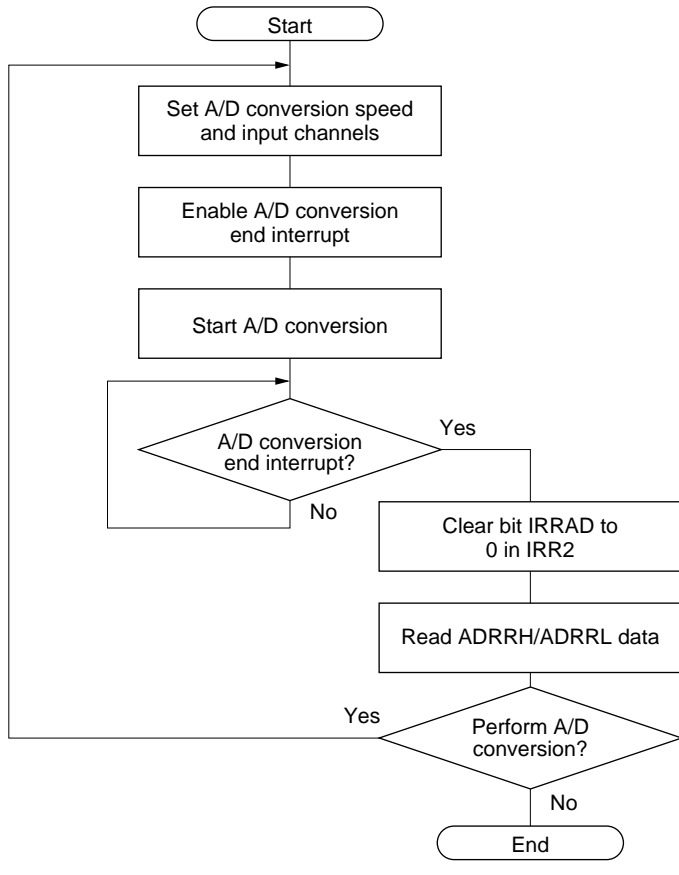 Start
Set A/D conversion speed
and input channels
Enable A/D conversion
end interrupt
Start A/D conversion
A/D conversion
end interrupt?
Yes
No
Clear bit IRRAD to
0 in IRR2
Read ADRRH/ADRRL data
Perform A/D
conversion?
Yes
No
End